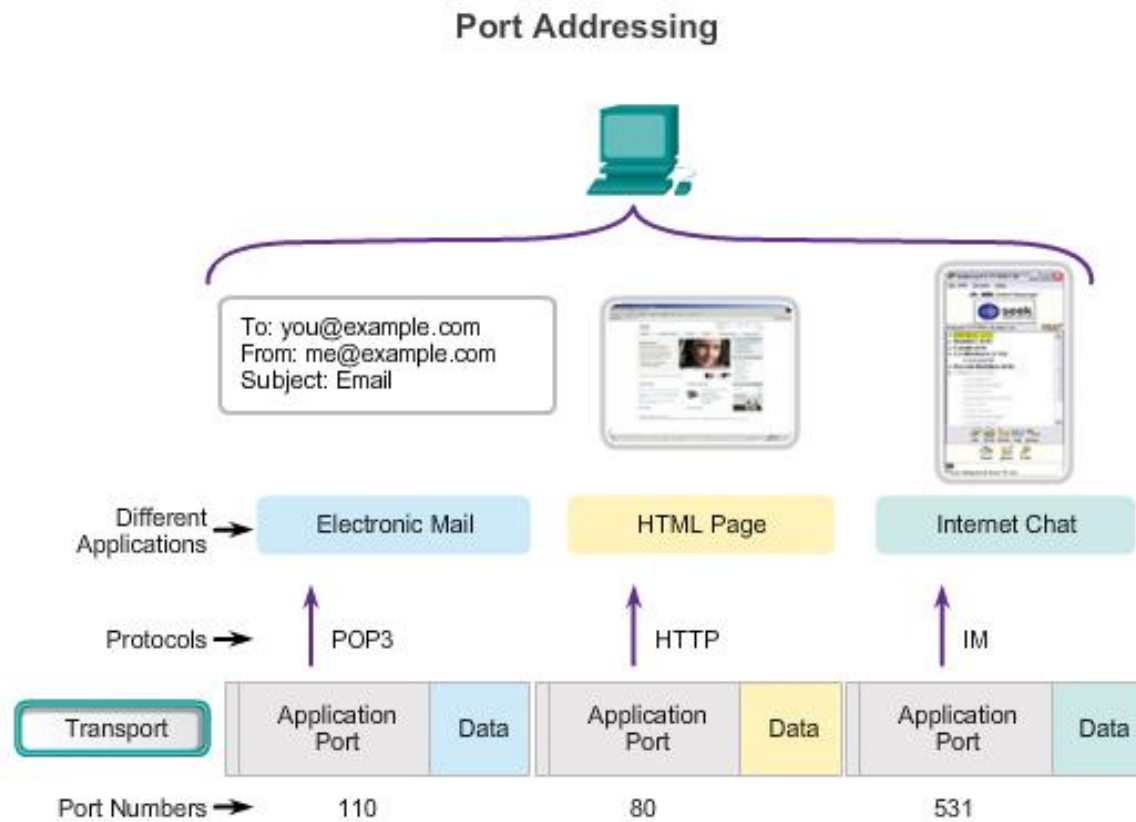 Port Addressing
To: you@example.com
From: me@example.com
Subject: Email
seek
Different
Applications
Electronic Mail
HTML Page
Internet Chat
Protocols
POP3
HTTP
IM
Transport
Application
Port
Data
Application
Port
Data
Application
Port
Data
Port Numbers
110
80
531